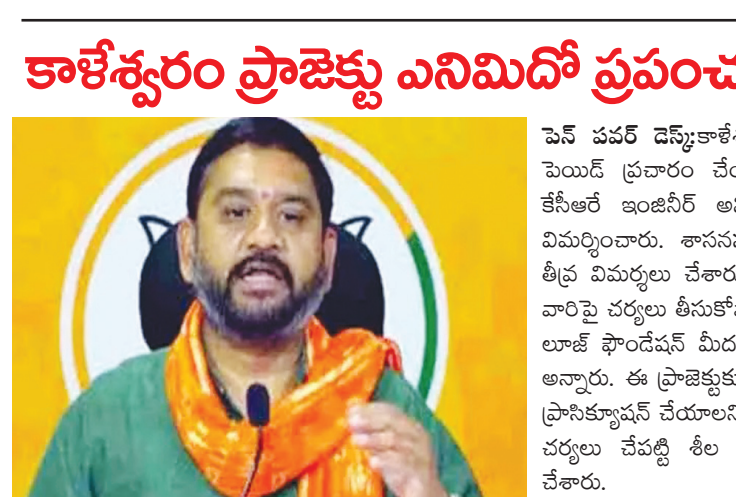 కాళేశ్వరం ప్రాజెక్టు ఎనిమిదో ప్రపంచ
పెన్ పవర్ డెస్క్:కాళే
పెయిడ్ ప్రచారం చే
కేసీఆరే ఇంజినీర్ అ
విమర్శించారు. శాసన
తీవ్ర విమర్శలు చేశారు
వారిపై చర్యలు తీసుకో
లూజ్ ఫౌండేషన్ మీద
అన్నారు. ఈ ప్రాజెక్టుకు
ప్రాసిక్యూషన్ చేయాలని
చర్యలు చేపట్టి శీల
చేశారు.